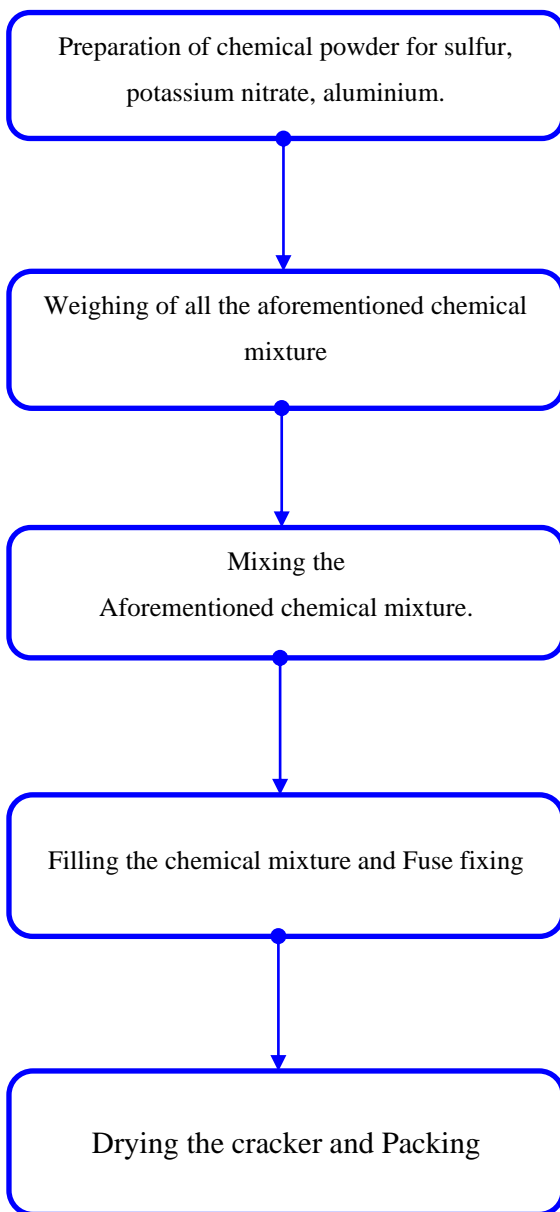 Preparation of chemical powder for sulfur,
potassium nitrate, aluminium.
Weighing of all the aforementioned chemical
mixture
Mixing the
Aforementioned chemical mixture.
Filling the chemical mixture and Fuse fixing
Drying the cracker and Packing